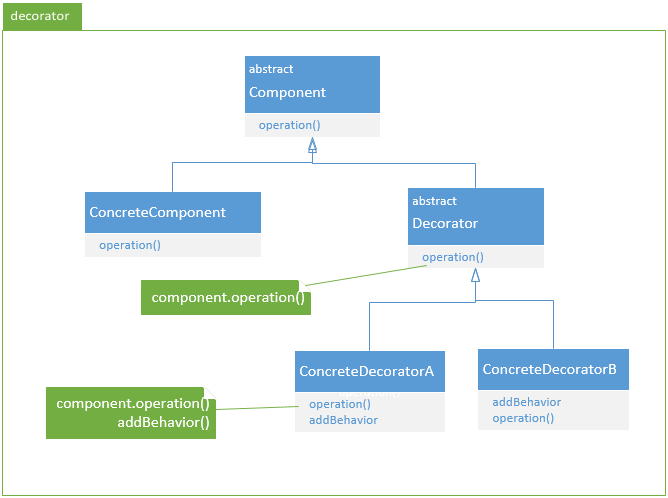 decorator
abstract
Component
operation()
ConcreteComponent
operation()
abstract
Decorator
operation()
component.operation()
ConcreteDecoratorA
operation()
operation()
addBehavior
ConcreteDecoratorB
addBehavior
operation()
component.operation()
addBehavior()